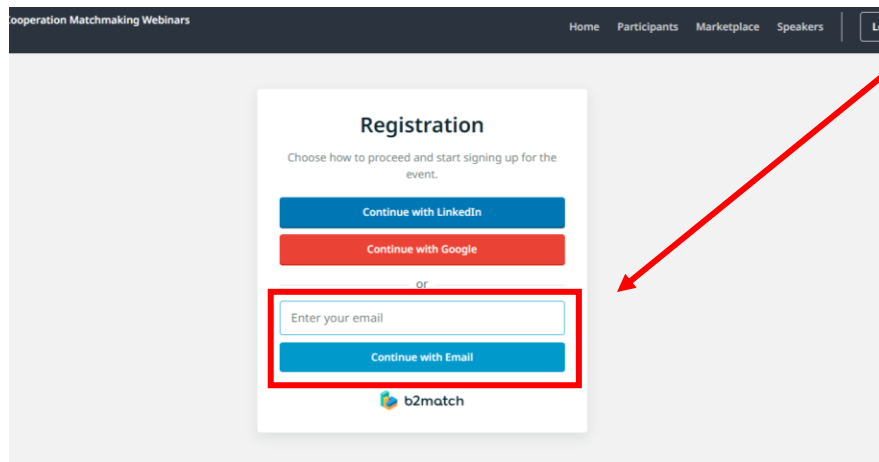 Cooperation Matchmaking Webinars
Home Participants Marketplace Speakers
Registration
Choose how to proceed and start signing up for the
event.
Continue with LinkedIn
Continue with Google
or
Enter your email
Continue with Email
b2match